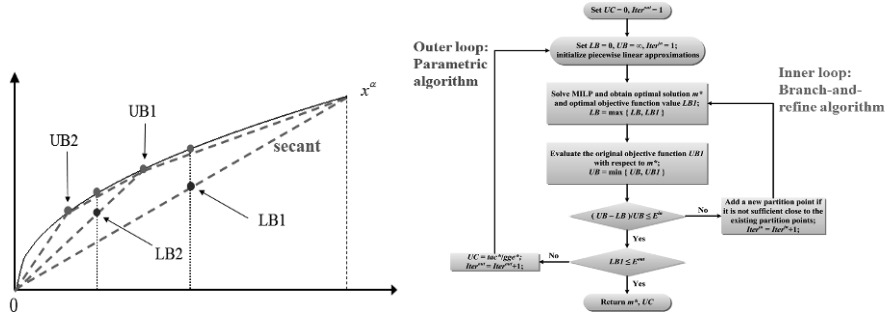 x^α
UB1
UB2
secant
LB1
LB2
0
Set UC = 0, Iter^out = 1
Outer loop:
Parametric
algorithm
Set LB = 0, UB = ∞, Iter^in = 1;
initialize piecewise linear approximations
Inner loop:
Branch-and-
refine algorithm
Solve MILP and obtain optimal solution m*
and optimal objective function value LB1;
LB = max { LB, LB1 }
Evaluate the original objective function UB1
with respect to m*;
UB = min { UB, UB1 }
( UB – LB )/UB ≤ E^in
No
Add a new partition point if
it is not sufficient close to the
existing partition points;
Iter^in = Iter^in+1;
Yes
LB1 ≤ E^out
No
UC = tac*/gge*;
Iter^out = Iter^out+1;
Yes
Return m*, UC